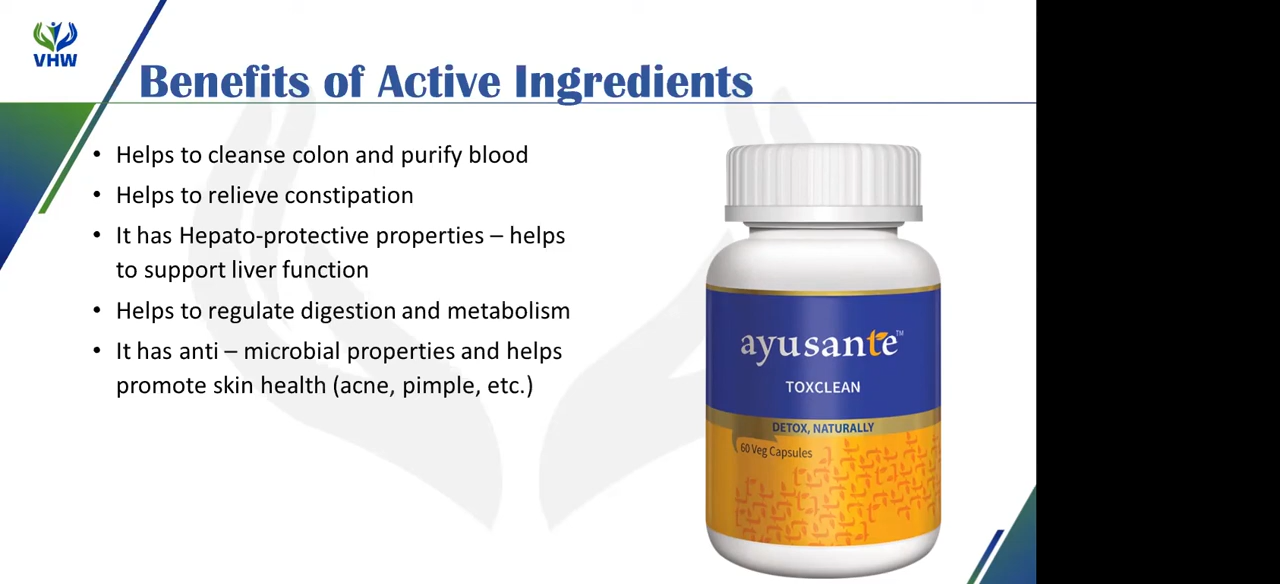 VHW
Benefits of Active Ingredients
• Helps to cleanse colon and purify blood
• Helps to relieve constipation
• It has Hepato-protective properties – helps
to support liver function
• Helps to regulate digestion and metabolism
• It has anti – microbial properties and helps
promote skin health (acne, pimple, etc.)
ayusante™
TOXCLEAN
DETOX, NATURALLY
60 Veg Capsules